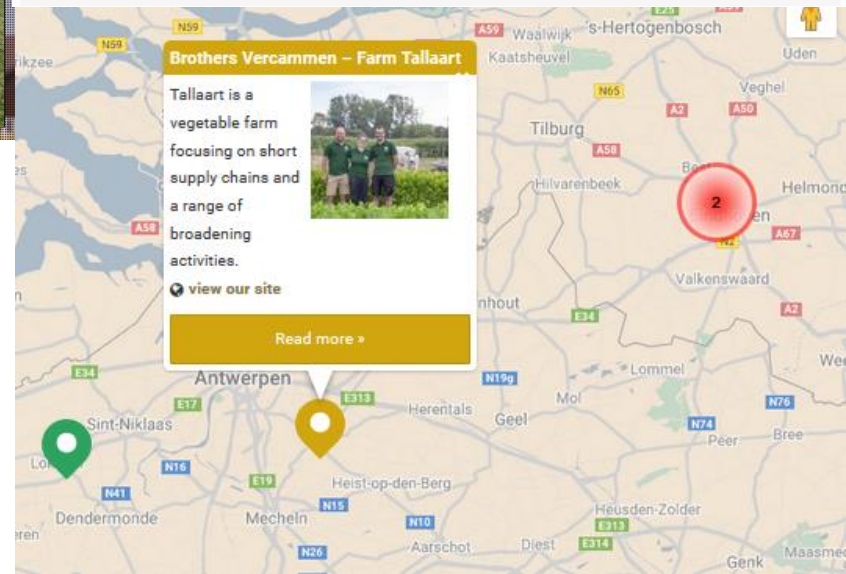 N59
N59
A59
Waalwijk
's-Hertogenbosch
Kaatsheuvel
Uden
Brothers Vercammen – Farm Tallaart
Tallaart is a
vegetable farm
focusing on short
supply chains and
a range of
broadening
activities.
view our site
Read more »
N65
Veghel
A2
A50
Tilburg
A58
Hilvarenbeek
2
Helmond
A58
N2
A67
Valkenswaard
E34
A2
E34
Antwerpen
Lommel
N19g
E17
E313
Herentals
Mol
N76
Sint-Niklaas
Geel
N74
Peer
Bree
N16
E19
Heist-op-den-Berg
N41
N15
Heusden-Zolder
Dendermonde
Mechelen
N10
E313
N26
Aarschot
Diest
E314
Genk